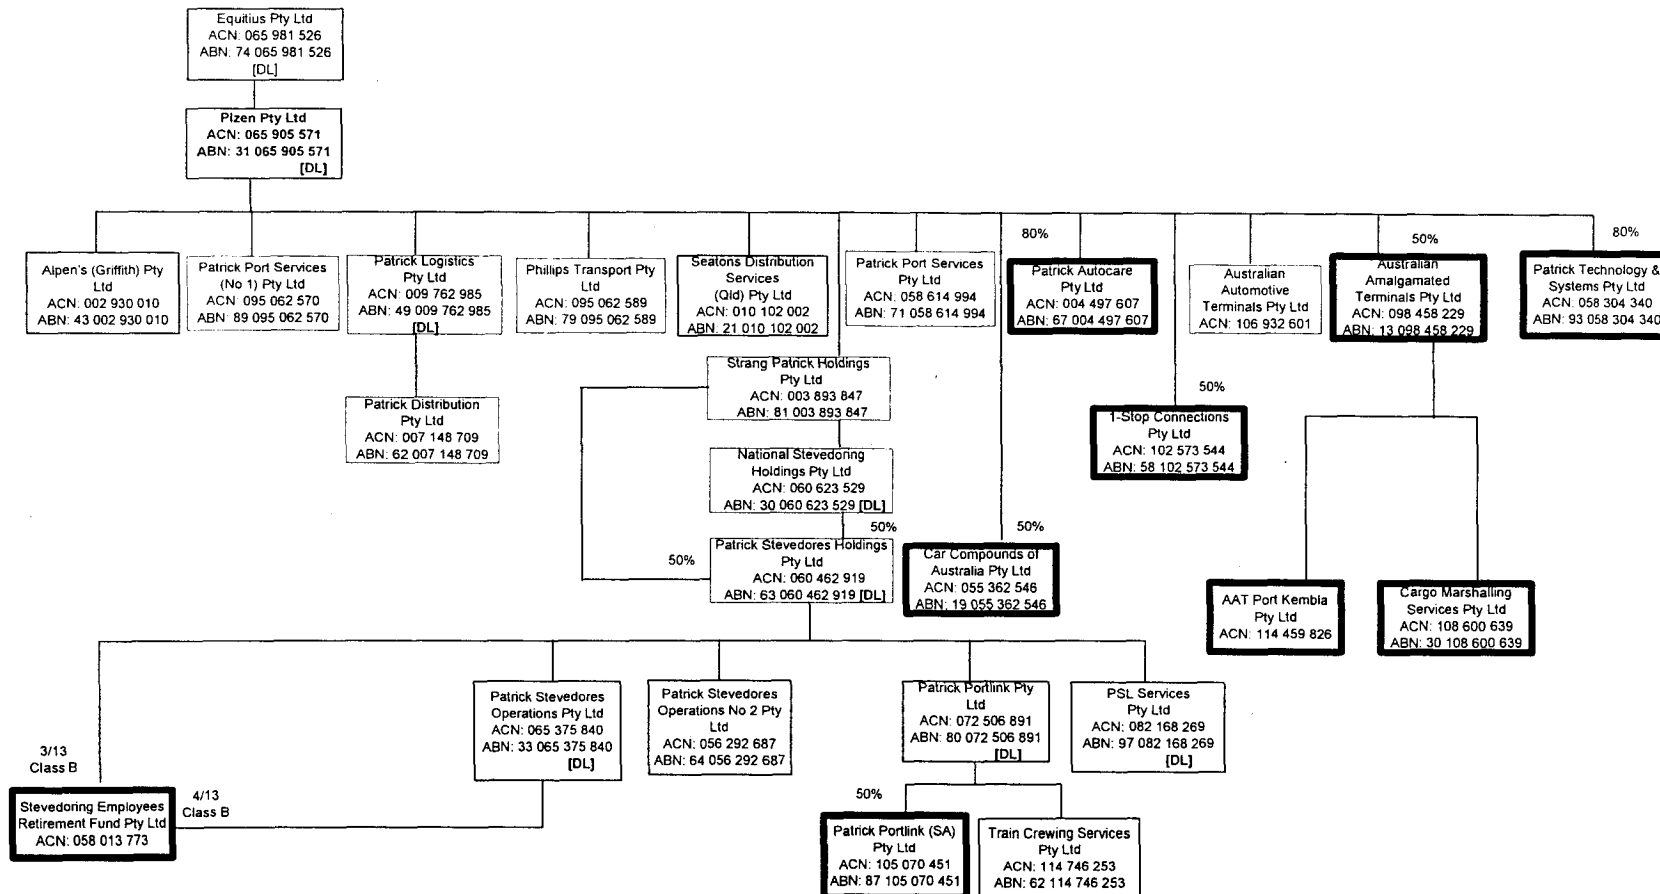 Equitius Pty Ltd
ACN: 065 981 526
ABN: 74 065 981 526
[DL]
Plzen Pty Ltd
ACN: 065 905 571
ABN: 31 065 905 571
[DL]
Alpen's (Griffith) Pty
Ltd
ACN: 002 930 010
ABN: 43 002 930 010
Patrick Port Services
(No 1) Pty Ltd
ACN: 095 062 570
ABN: 89 095 062 570
Patrick Logistics
Pty Ltd
ACN: 009 762 985
ABN: 49 009 762 985
[DL]
Phillips Transport Pty
Ltd
ACN: 095 062 589
ABN: 79 095 062 589
Seatons Distribution
Services
(Qld) Pty Ltd
ACN: 010 102 002
ABN: 21 010 102 002
Patrick Port Services
Pty Ltd
ACN: 058 614 994
ABN: 71 058 614 994
80%
Patrick Autocare
Pty Ltd
ACN: 004 497 607
ABN: 67 004 497 607
Australian
Automotive
Terminals Pty Ltd
ACN: 106 932 601
50%
Australian
Amalgamated
Terminals Pty Ltd
ACN: 098 458 229
ABN: 13 098 458 229
80%
Patrick Technology &
Systems Pty Ltd
ACN: 058 304 340
ABN: 93 058 304 340
Patrick Distribution
Pty Ltd
ACN: 007 148 709
ABN: 62 007 148 709
Strang Patrick Holdings
Pty Ltd
ACN: 003 893 847
ABN: 81 003 893 847
50%
1-Stop Connections
Pty Ltd
ACN: 102 573 544
ABN: 58 102 573 544
National Stevedoring
Holdings Pty Ltd
ACN: 060 623 529
ABN: 30 060 623 529 [DL]
50%
50%
Patrick Stevedores Holdings
Pty Ltd
ACN: 060 462 919
ABN: 63 060 462 919 [DL]
50%
Car Compounds of
Australia Pty Ltd
ACN: 055 362 546
ABN: 19 055 362 546
AAT Port Kembla
Pty Ltd
ACN: 114 459 826
Cargo Marshalling
Services Pty Ltd
ACN: 108 600 639
ABN: 30 108 600 639
Patrick Stevedores
Operations Pty Ltd
ACN: 065 375 840
ABN: 33 065 375 840
[DL]
Patrick Stevedores
Operations No 2 Pty
Ltd
ACN: 056 292 687
ABN: 64 056 292 687
Patrick Portlink Pty
Ltd
ACN: 072 506 891
ABN: 80 072 506 891
[DL]
PSL Services
Pty Ltd
ACN: 082 168 269
ABN: 97 082 168 269
[DL]
3/13
Class B
4/13
Class B
Stevedoring Employees
Retirement Fund Pty Ltd
ACN: 058 013 773
50%
Patrick Portlink (SA)
Pty Ltd
ACN: 105 070 451
ABN: 87 105 070 451
Train Crewing Services
Pty Ltd
ACN: 114 746 253
ABN: 62 114 746 253